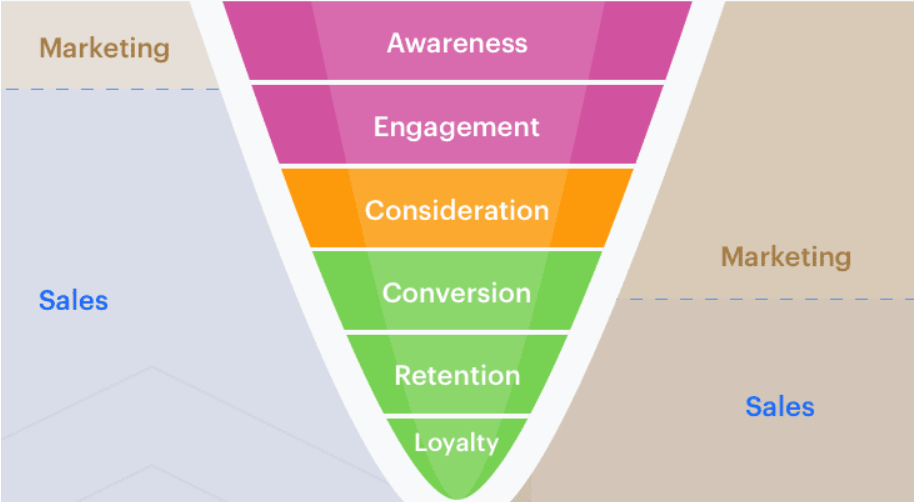 Marketing
Awareness
Engagement
Consideration
Marketing
Conversion
Sales
Retention
Sales
Loyalty